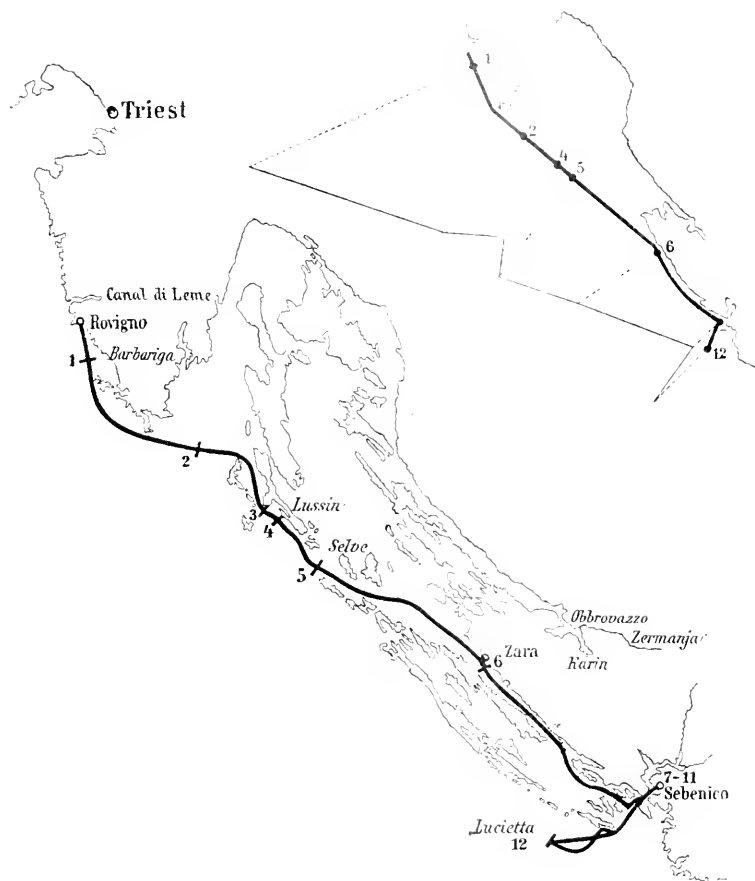 1
Triest
2
4
5
6
12
Canal di Leme
Rovigno
1 Barbariga
2
3 Lussin
4
Selve
5
Obbrovazzo
Zermanja
Karin
Zara
6
7-11
Sebenico
Lucietta
12